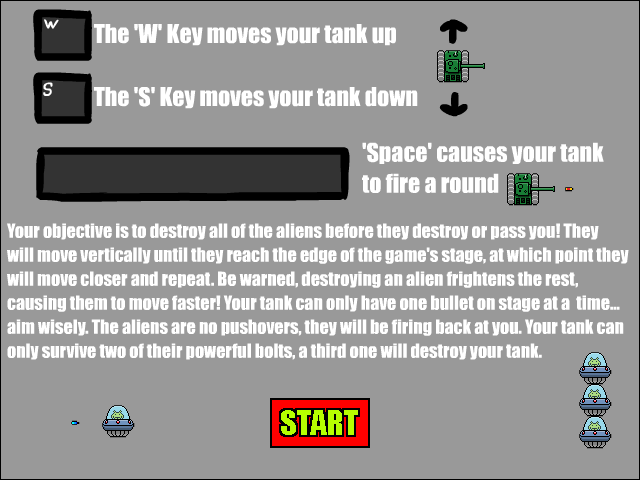 W
The 'W' Key moves your tank up
S
The 'S' Key moves your tank down
'Space' causes your tank
to fire a round
Your objective is to destroy all of the aliens before they destroy or pass you! They
will move vertically until they reach the edge of the game's stage, at which point they
will move closer and repeat. Be warned, destroying an alien frightens the rest,
causing them to move faster! Your tank can only have one bullet on stage at a time...
aim wisely. The aliens are no pushovers, they will be firing back at you. Your tank can
only survive two of their powerful bolts, a third one will destroy your tank.
START